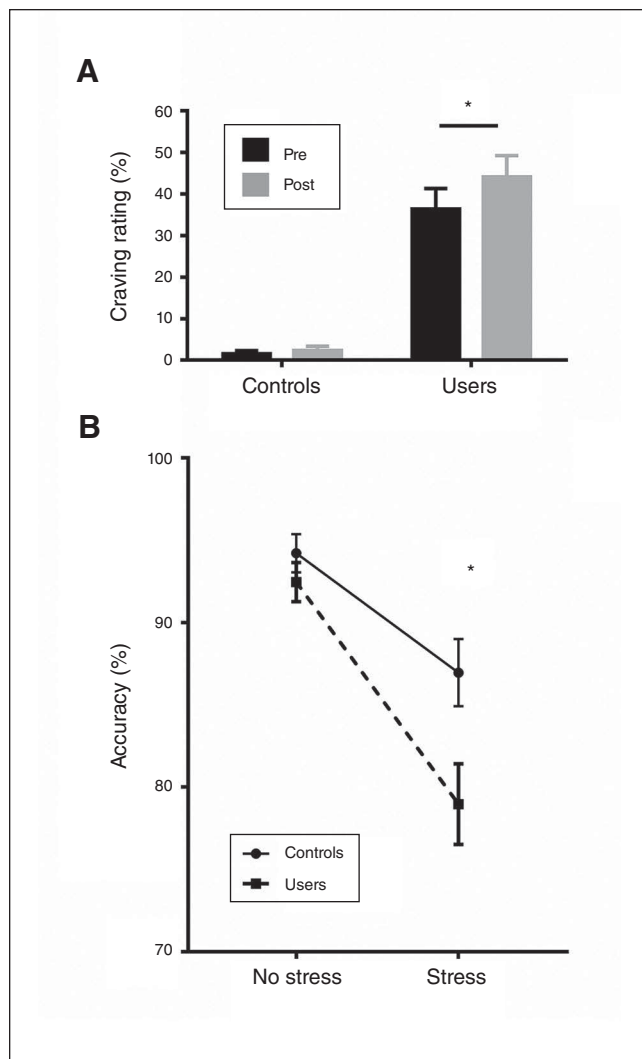 A
*
60
50
40
30
20
10
0
Craving rating (%)
Pre
Post
Controls Users
B
100
90
80
70
Accuracy (%)
*
Controls
Users
No stress Stress